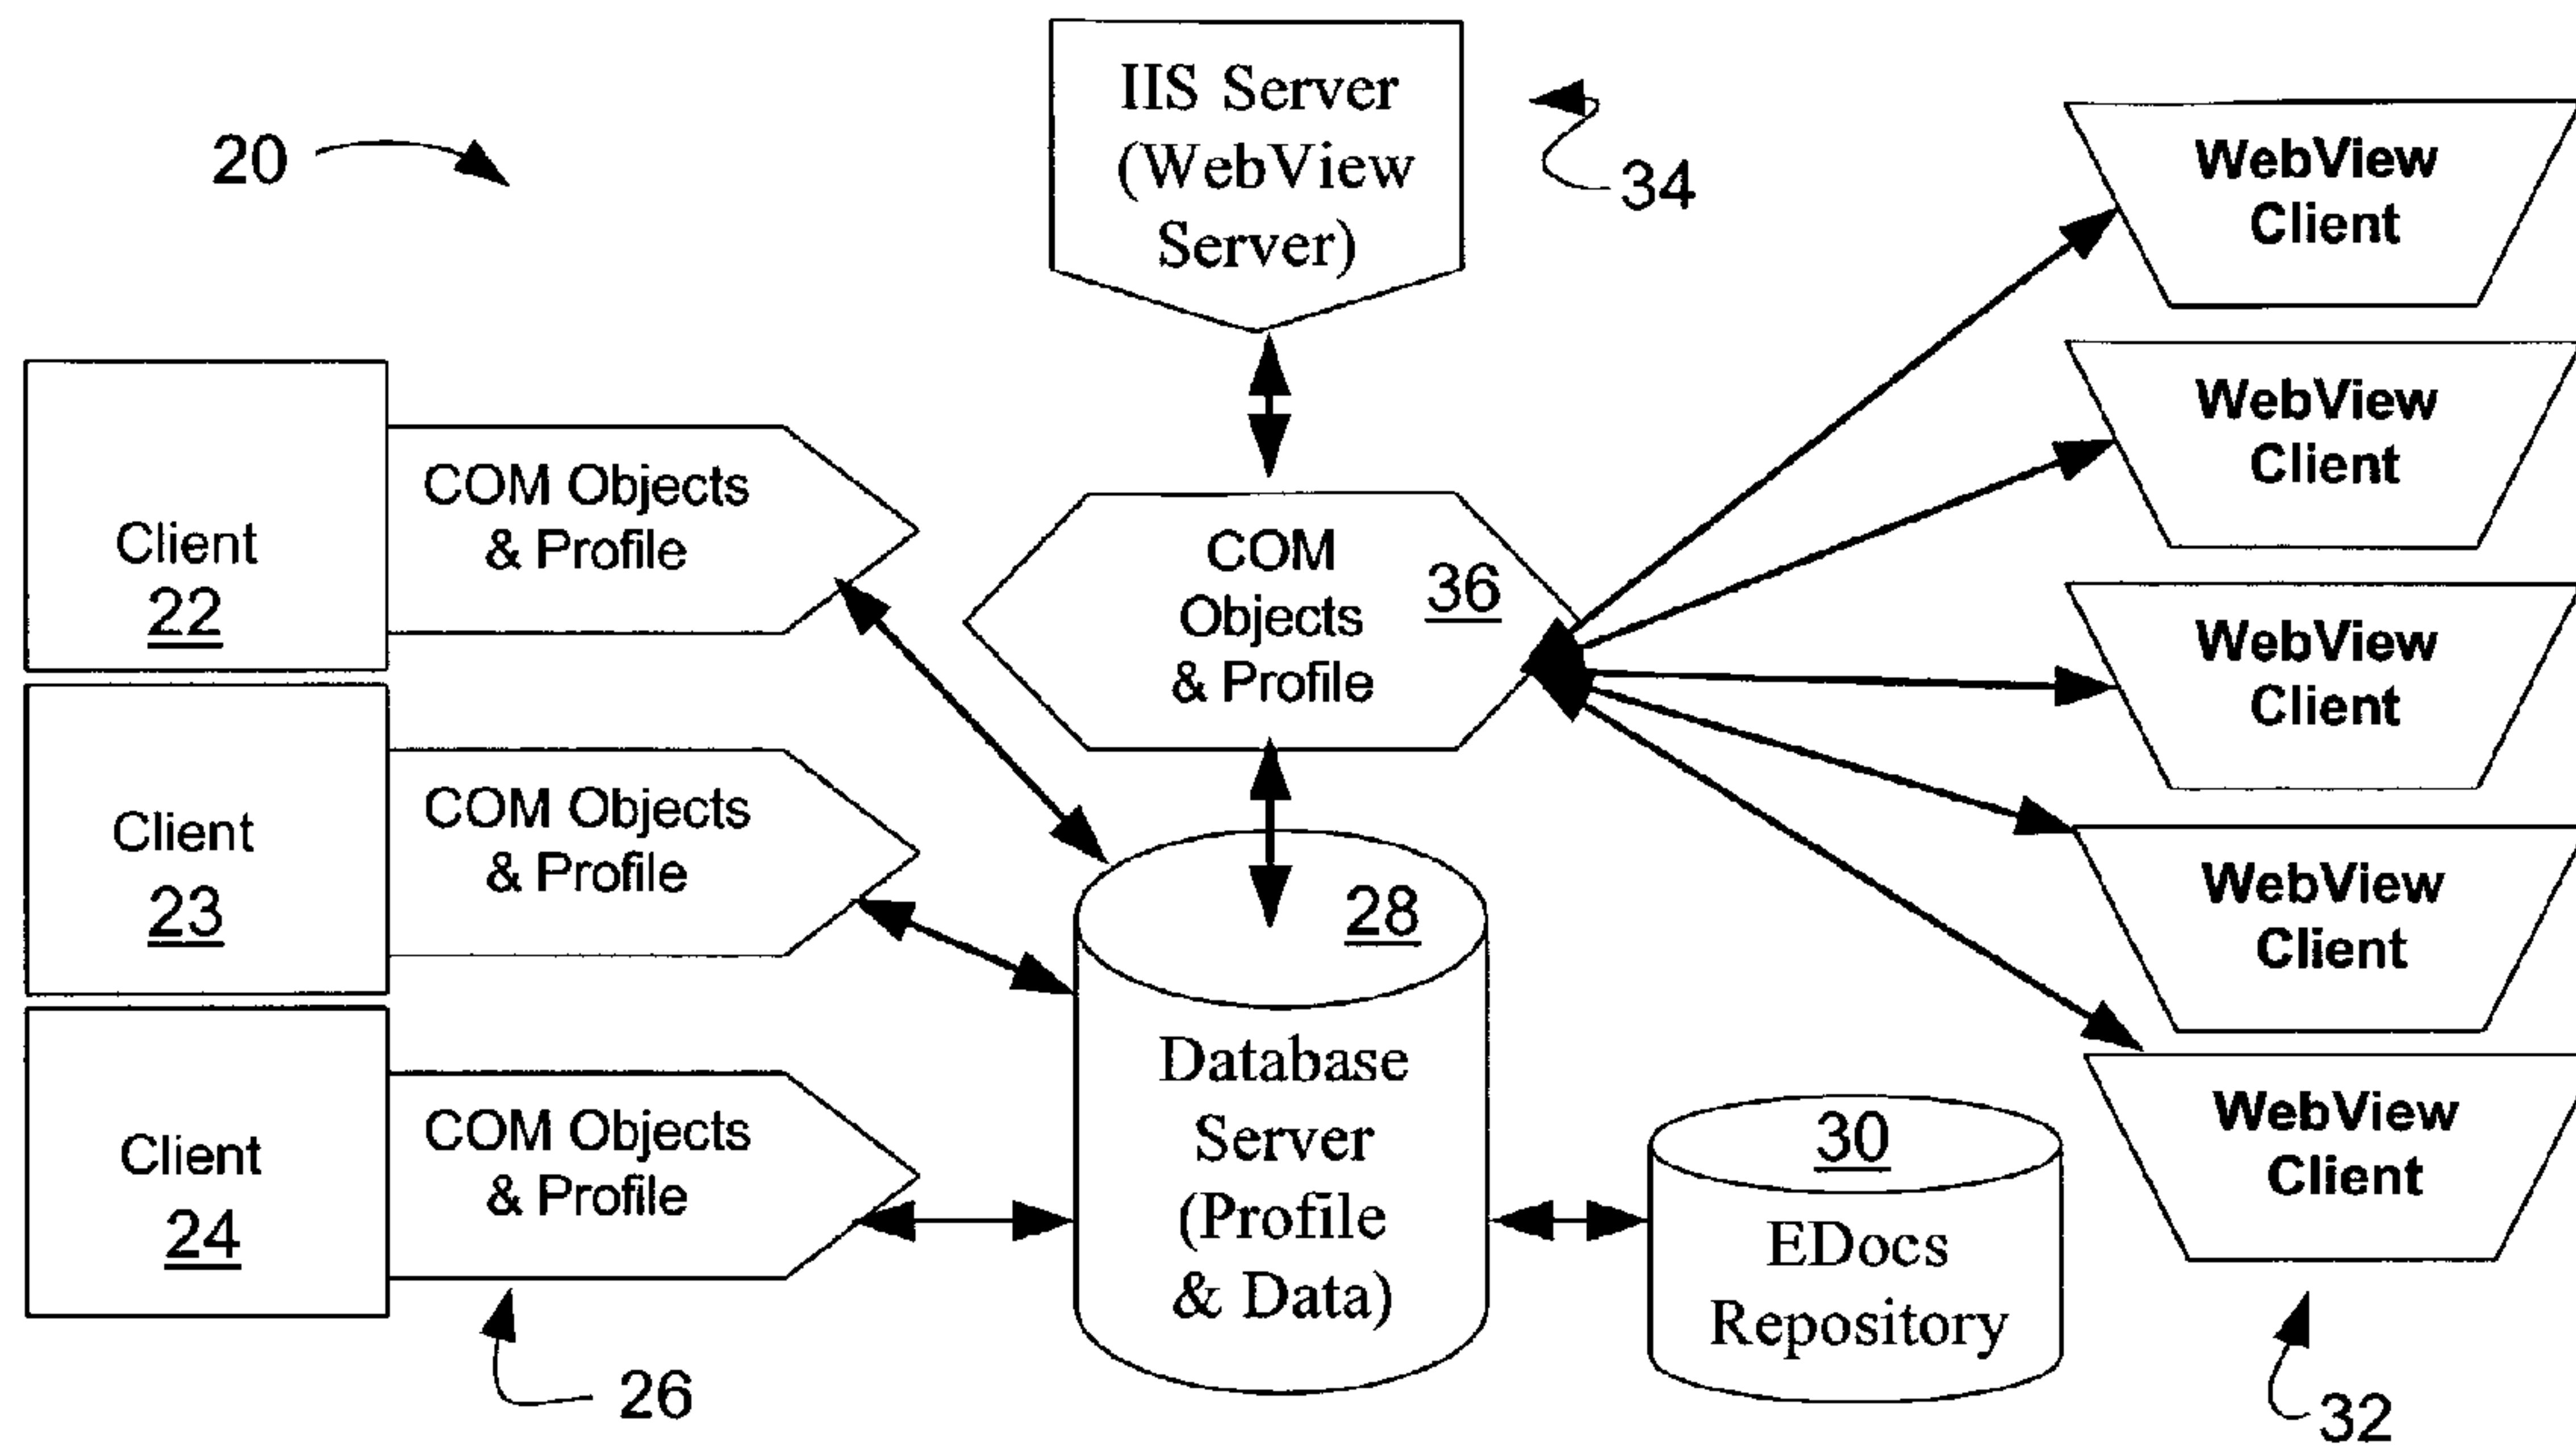 20
IIS Server
(WebView
Server)
34
WebView
Client
WebView
Client
WebView
Client
WebView
Client
WebView
Client
32
Client
22
COM Objects
& Profile
Client
23
COM Objects
& Profile
Client
24
COM Objects
& Profile
26
COM
Objects
& Profile
36
28
Database
Server
(Profile
& Data)
30
EDocs
Repository